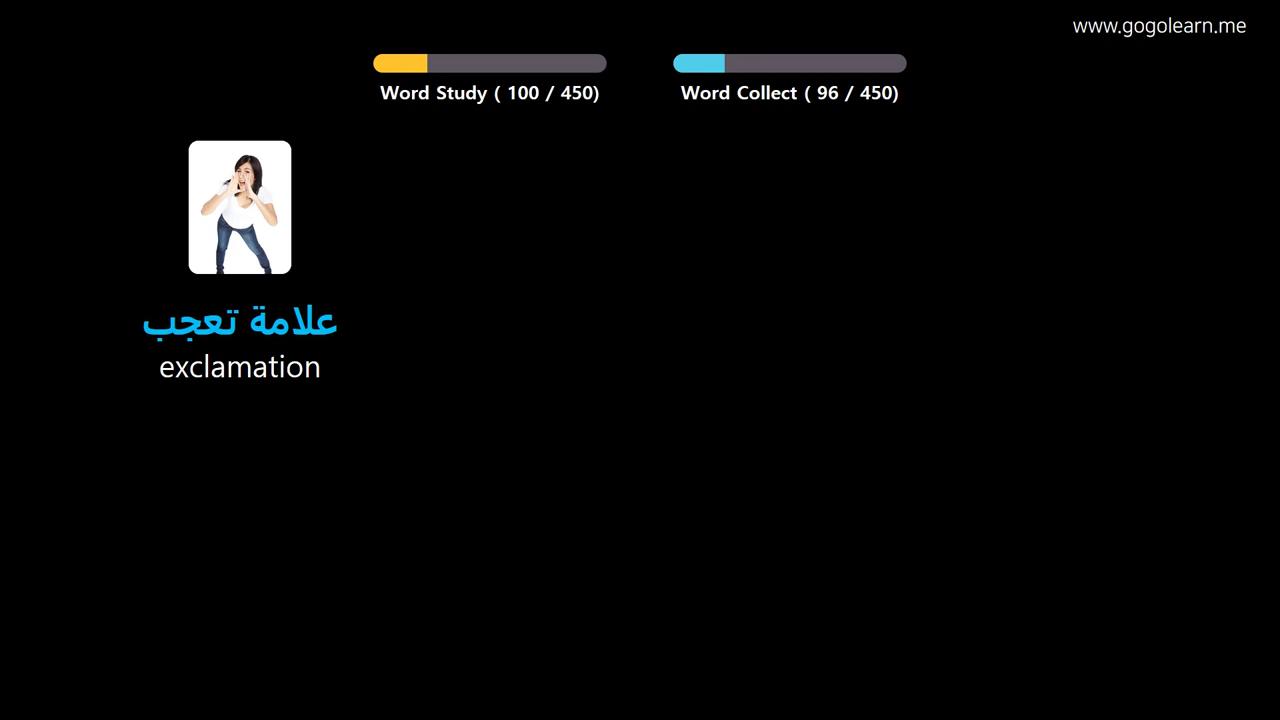 www.gogolearn.me
Word Study ( 100 / 450)
Word Collect ( 96 / 450)
علامة تعجب
exclamation